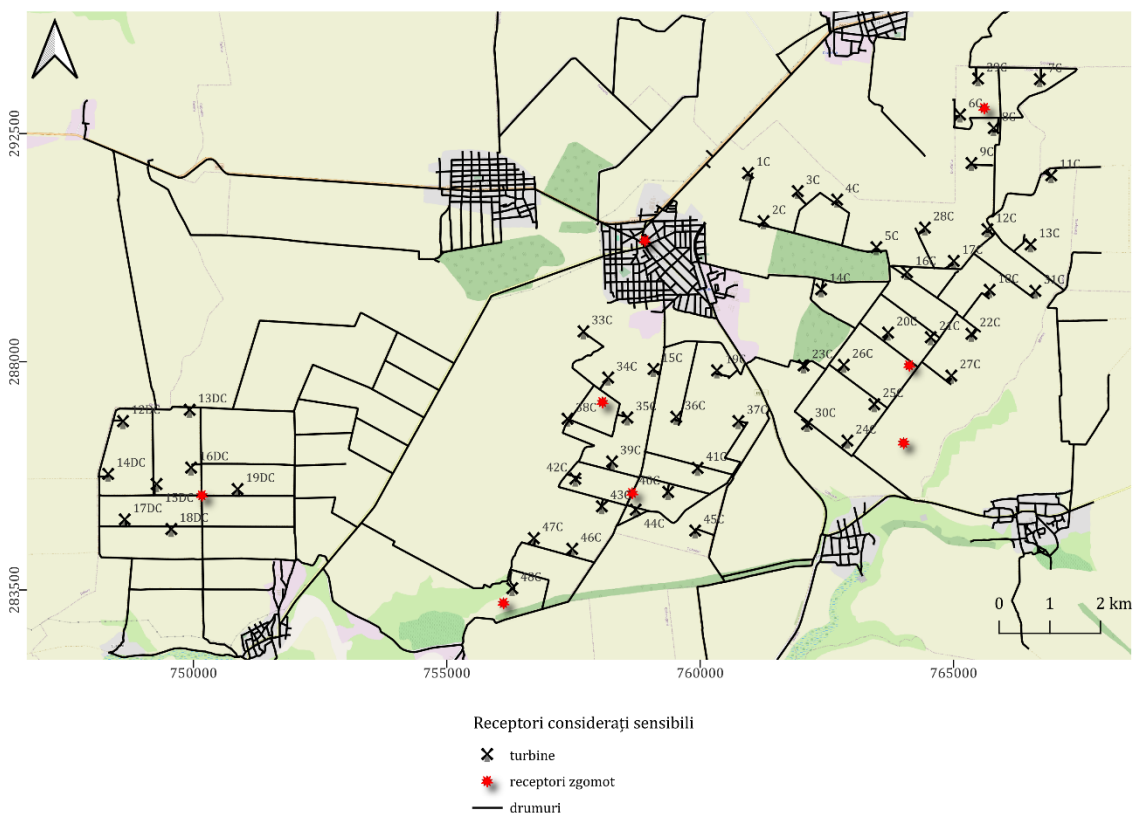 29C
7C
6C
8C
292500
9C
1C
11C
3C
4C
2C
28C
12C
5C
13C
17C
16C
14C
18C
31C
33C
20C
21C
22C
288000
15C
19C
23C
26C
34C
27C
25C
12DC
13DC
38C
35C
36C
37C
30C
24C
39C
14DC
16DC
41C
42C
19DC
15DC
40C
43C
17DC
44C
18DC
45C
47C
46C
283500
48C
0 1 2 km
750000 755000 760000 765000
Receptori considerați sensibili
turbine
receptori zgomot
drumuri